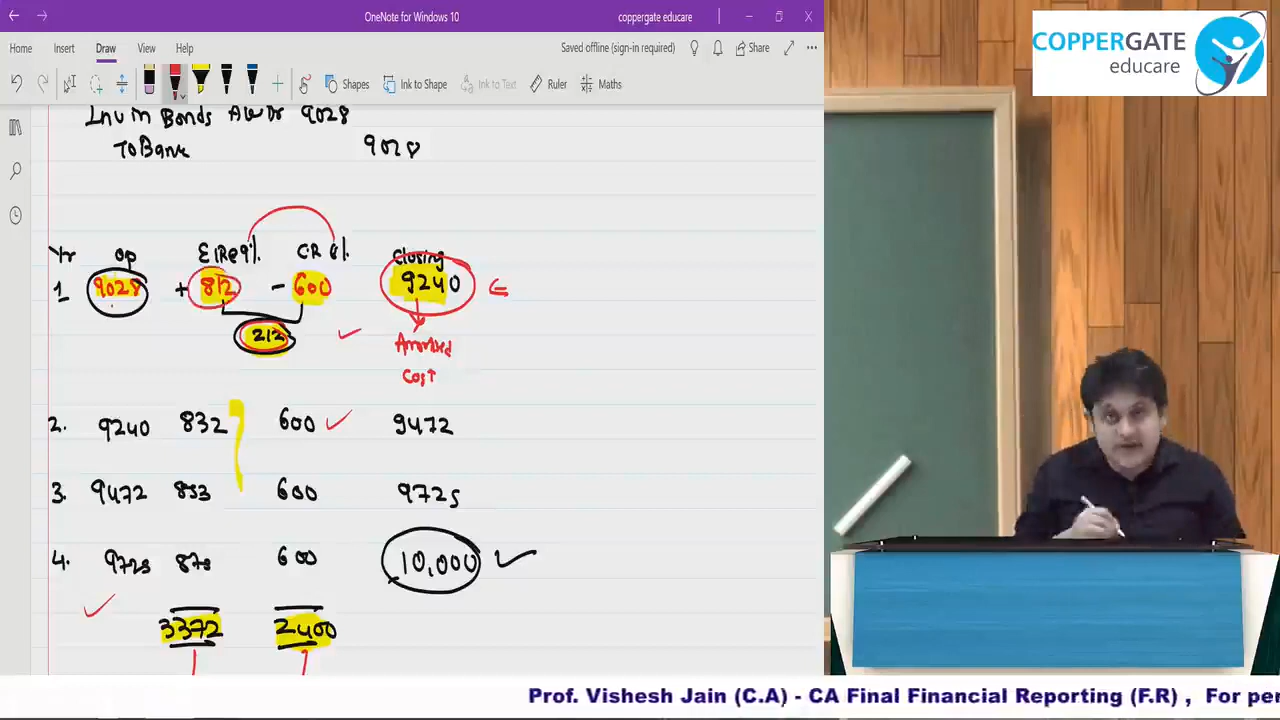 OneNote for Windows 10
coppergate educare
Home Insert Draw View Help
Saved offline (sign-in required)
Share
Shapes
Ink to Shape
Ink to Text
Ruler
Maths
COPPERGATE
educare
Inv in Bonds A/c Dr 9028
To Bank 9028
Yr Op EIR@9% CR 6% Closing
1 9028 + 812 - 600 9240
212
Amortised
Cost
2. 9240 832 600 9472
3. 9472 853 600 9725
4. 9725 875 600 10,000
3372 2400
Prof. Vishesh Jain (C.A) - CA Final Financial Reporting (F.R) , For per